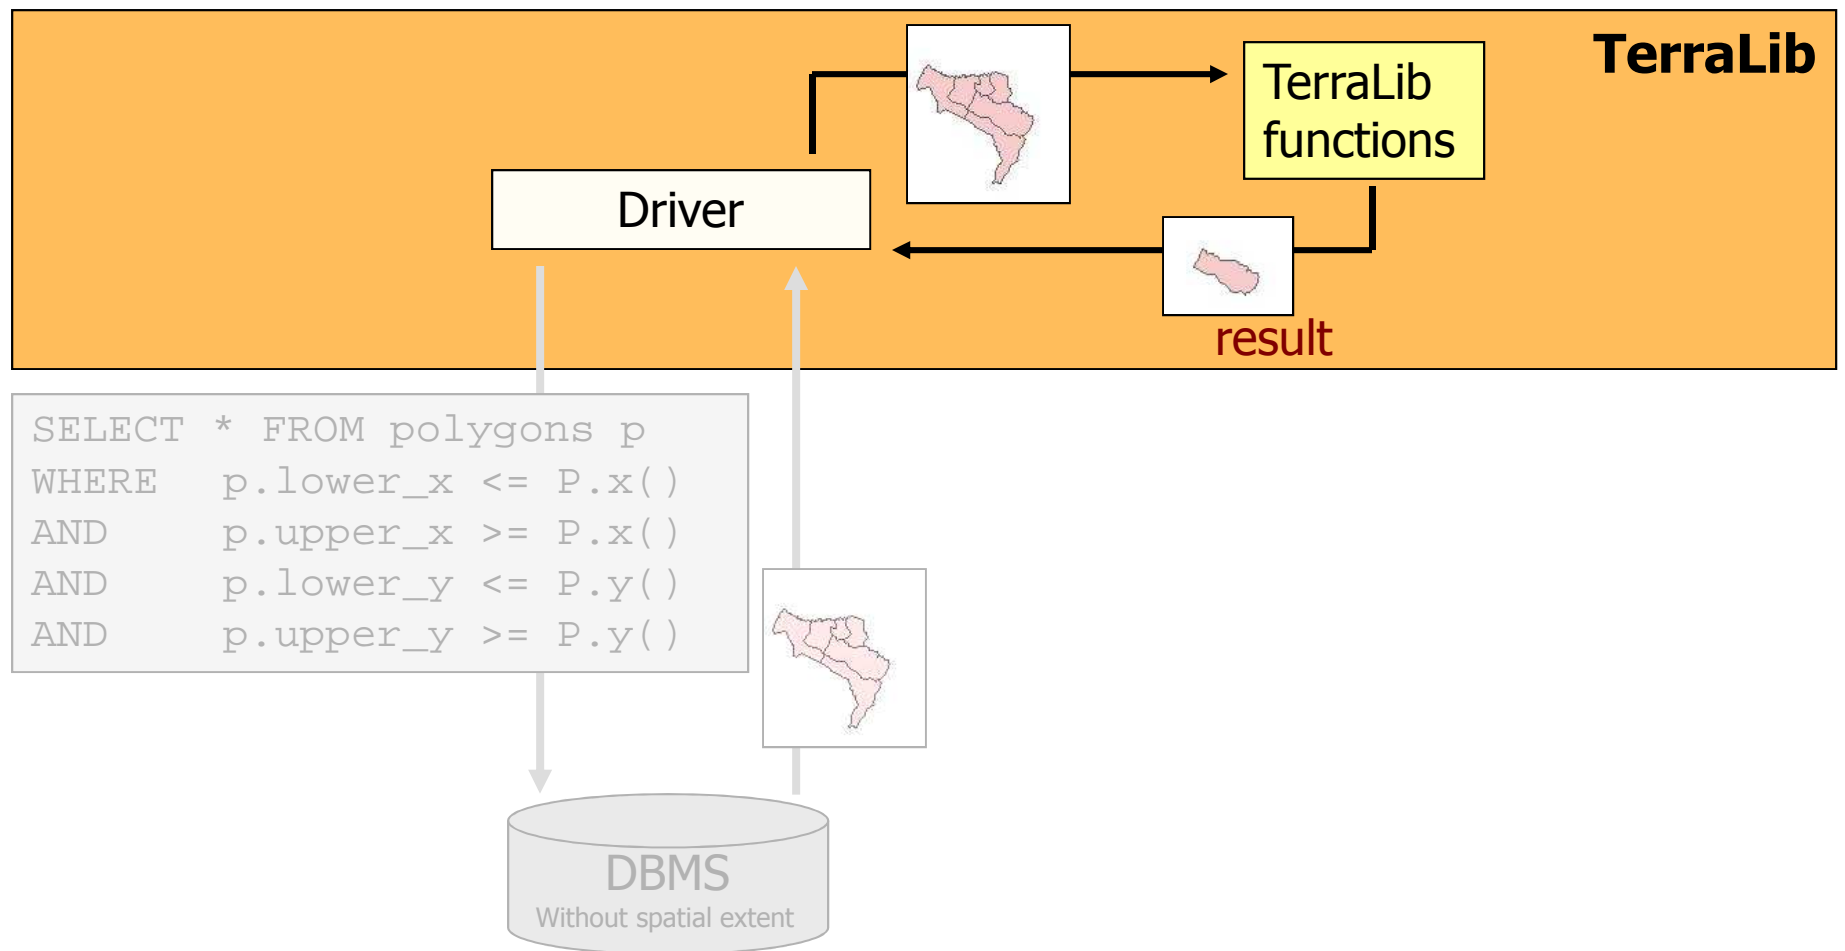 TerraLib
TerraLib
functions
Driver
result
SELECT * FROM polygons p
WHERE p.lower_x <= P.x()
AND p.upper_x >= P.x()
AND p.lower_y <= P.y()
AND p.upper_y >= P.y()
DBMS
Without spatial extent